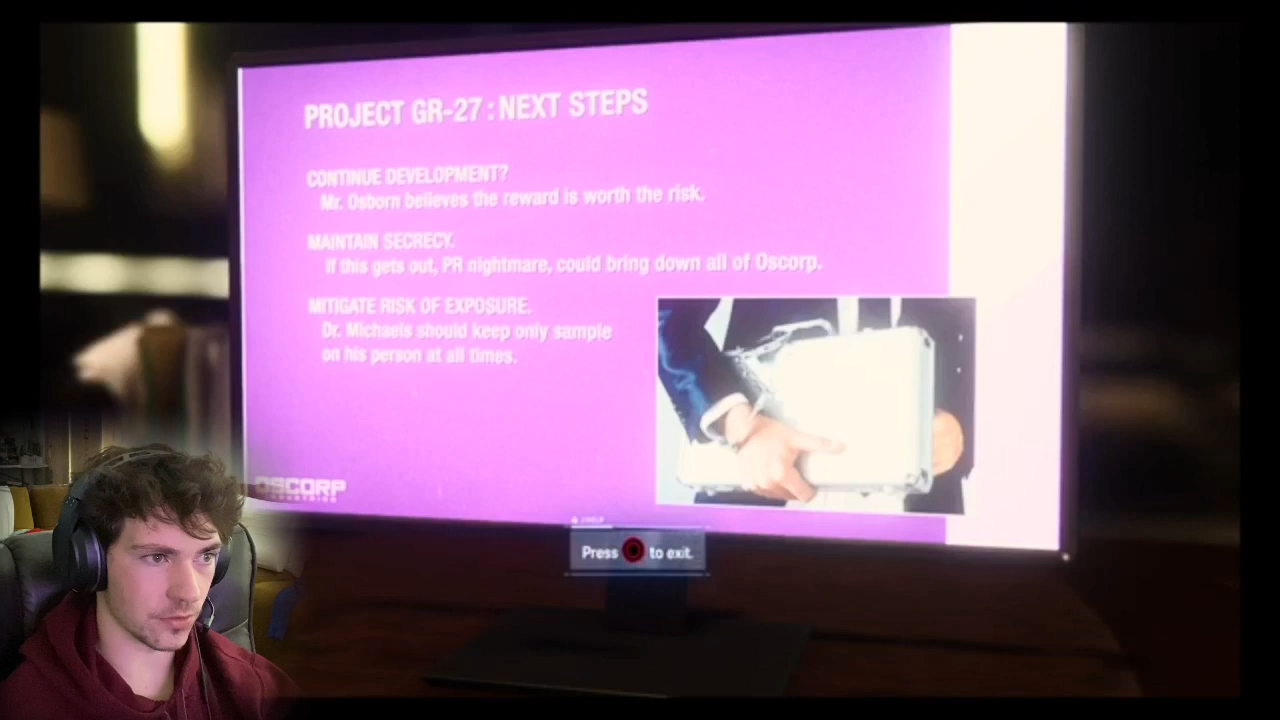 PROJECT GR-27 : NEXT STEPS
CONTINUE DEVELOPMENT?
Mr. Osborn believes the reward is worth the risk.
MAINTAIN SECRECY.
If this gets out, PR nightmare, could bring down all of Oscorp.
MITIGATE RISK OF EXPOSURE.
Dr. Michaels should keep only sample
on his person at all times.
OSCORP
Press to exit.